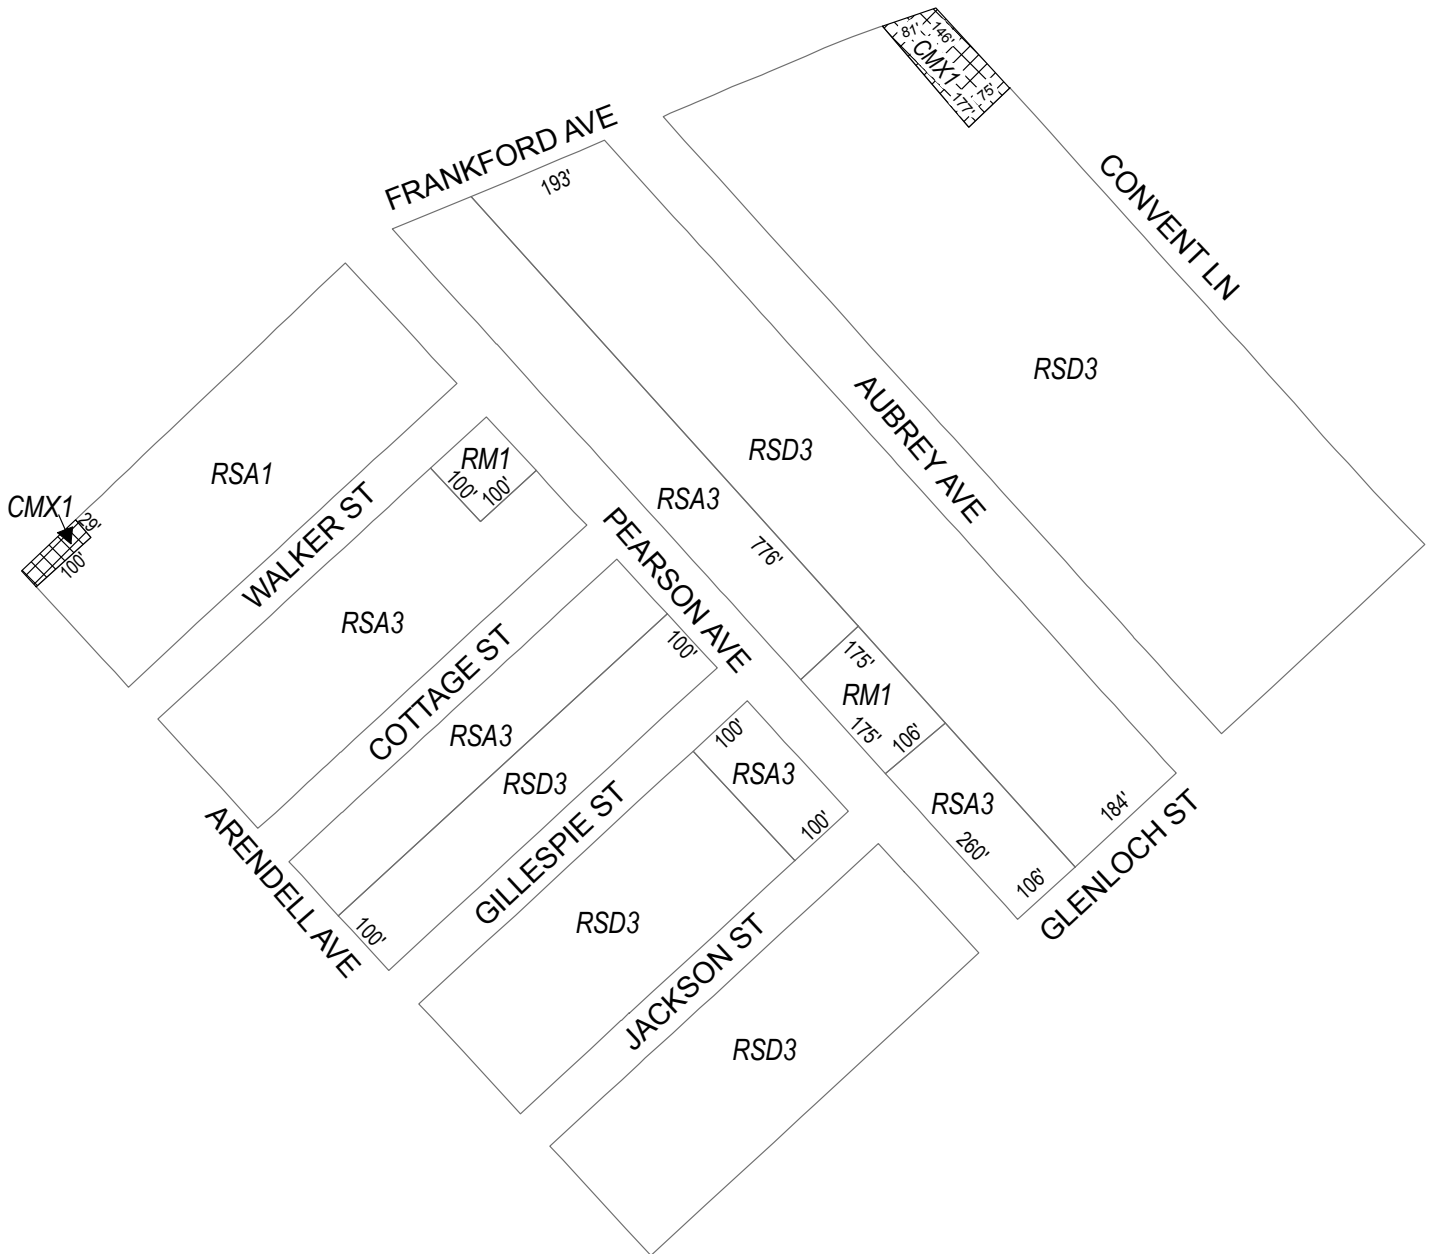 81'
146'
CMX1
177'
75'
FRANKFORD AVE
193'
CONVENT LN
RSD3
AUBREY AVE
RSD3
RSA3
776'
RSA1
RM1
100'
100'
CMX1
29'
100'
WALKER ST
PEARSON AVE
RSA3
COTTAGE ST
100'
175'
RM1
175'
106'
RSA3
RSD3
100'
RSA3
100'
RSA3
260'
106'
184'
GLENLOCH ST
ARENDELL AVE
100'
GILLESPIE ST
RSD3
JACKSON ST
RSD3